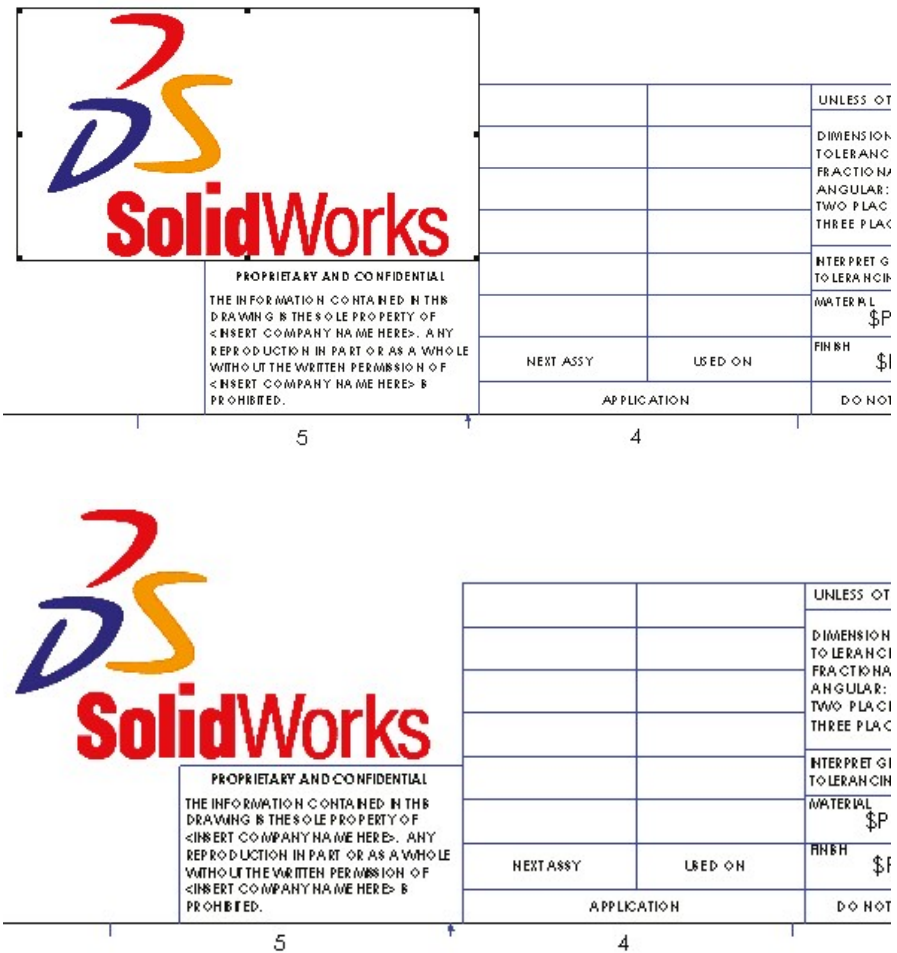 SolidWorks
UNLESS OT
DIMENSION
TOLERANC
FRACTIONA
ANGULAR:
TWO PLAC
THREE PLAC
INTERPRET G
TOLERANCIN
MATERIAL
$P
FINISH
DO NOT
PROPRIETARY AND CONFIDENTIAL
THE INFORMATION CONTAINED IN THIS
DRAWING IS THE SOLE PROPERTY OF
<INSERT COMPANY NAME HERE>. ANY
REPRODUCTION IN PART OR AS A WHOLE
WITHOUT THE WRITTEN PERMISSION OF
<INSERT COMPANY NAME HERE> IS
PROHIBITED.
NEXT ASSY USED ON
APPLICATION
5 4
SolidWorks
UNLESS OT
DIMENSION
TOLERANCI
FRACTIONA
ANGULAR:
TWO PLACE
THREE PLAC
INTERPRET GE
TOLERANCIN
MATERIAL
$P
FINISH
DO NOT
PROPRIETARY AND CONFIDENTIAL
THE INFORMATION CONTAINED IN THIS
DRAWING IS THE SOLE PROPERTY OF
<INSERT COMPANY NAME HERE>. ANY
REPRODUCTION IN PART OR AS A WHOLE
WITHOUT THE WRITTEN PERMISSION OF
<INSERT COMPANY NAME HERE> IS
PROHIBITED.
NEXT ASSY USED ON
APPLICATION
5 4